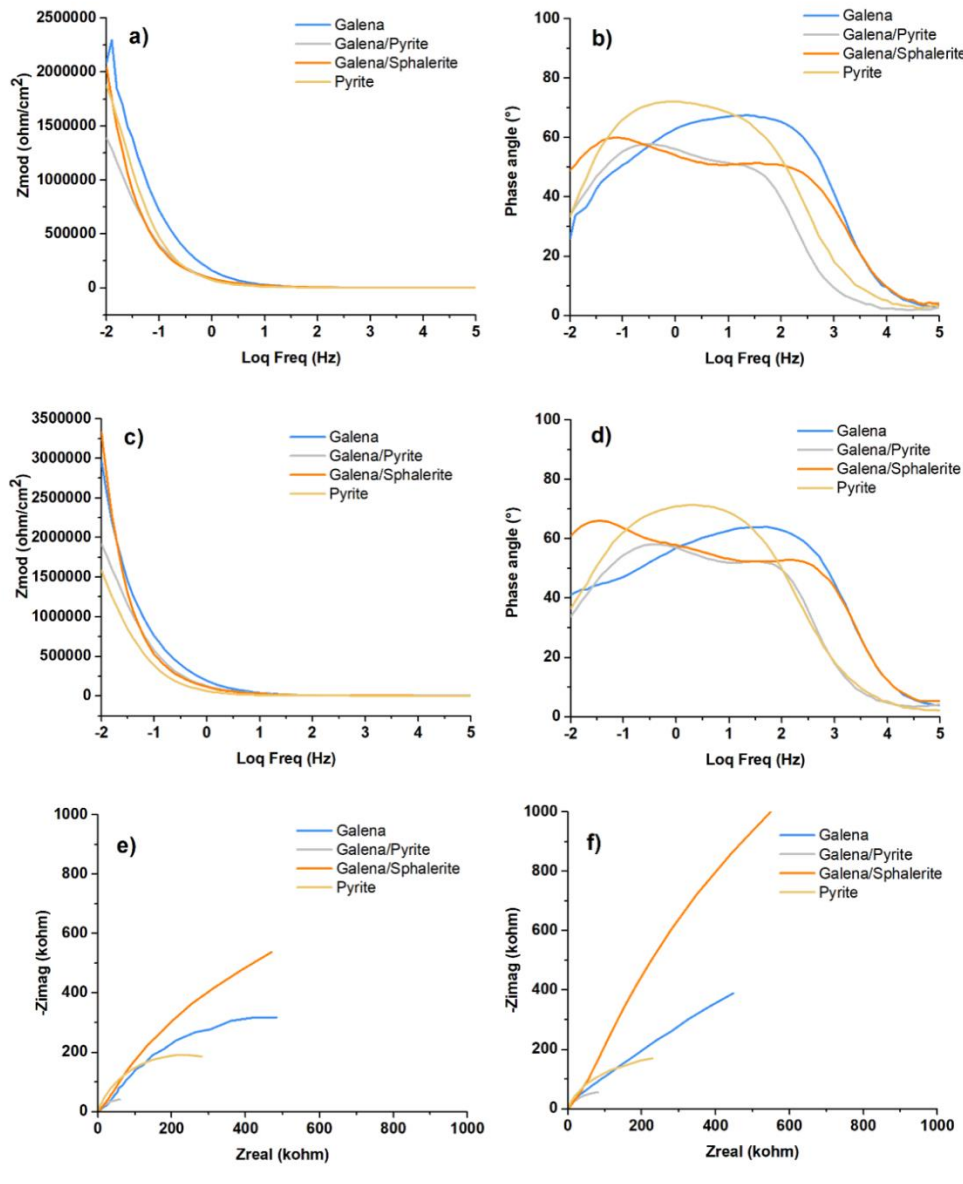 a)
Galena
Galena/Pyrite
Galena/Sphalerite
Pyrite
Zmod (ohm/cm2)
2500000
2000000
1500000
1000000
500000
0
-2 -1 0 1 2 3 4 5
Loq Freq (Hz)
b)
Galena
Galena/Pyrite
Galena/Sphalerite
Pyrite
Phase angle (°)
100
80
60
40
20
0
-2 -1 0 1 2 3 4 5
Loq Freq (Hz)
c)
Galena
Galena/Pyrite
Galena/Sphalerite
Pyrite
Zmod (ohm/cm2)
3500000
3000000
2500000
2000000
1500000
1000000
500000
0
-2 -1 0 1 2 3 4 5
Loq Freq (Hz)
d)
Galena
Galena/Pyrite
Galena/Sphalerite
Pyrite
Phase angle (°)
100
80
60
40
20
0
-2 -1 0 1 2 3 4 5
Loq Freq (Hz)
e)
Galena
Galena/Pyrite
Galena/Sphalerite
Pyrite
-Zimag (kohm)
1000
800
600
400
200
0
0 200 400 600 800 1000
Zreal (kohm)
f)
Galena
Galena/Pyrite
Galena/Sphalerite
Pyrite
-Zimag (kohm)
1000
800
600
400
200
0
0 200 400 600 800 1000
Zreal (kohm)